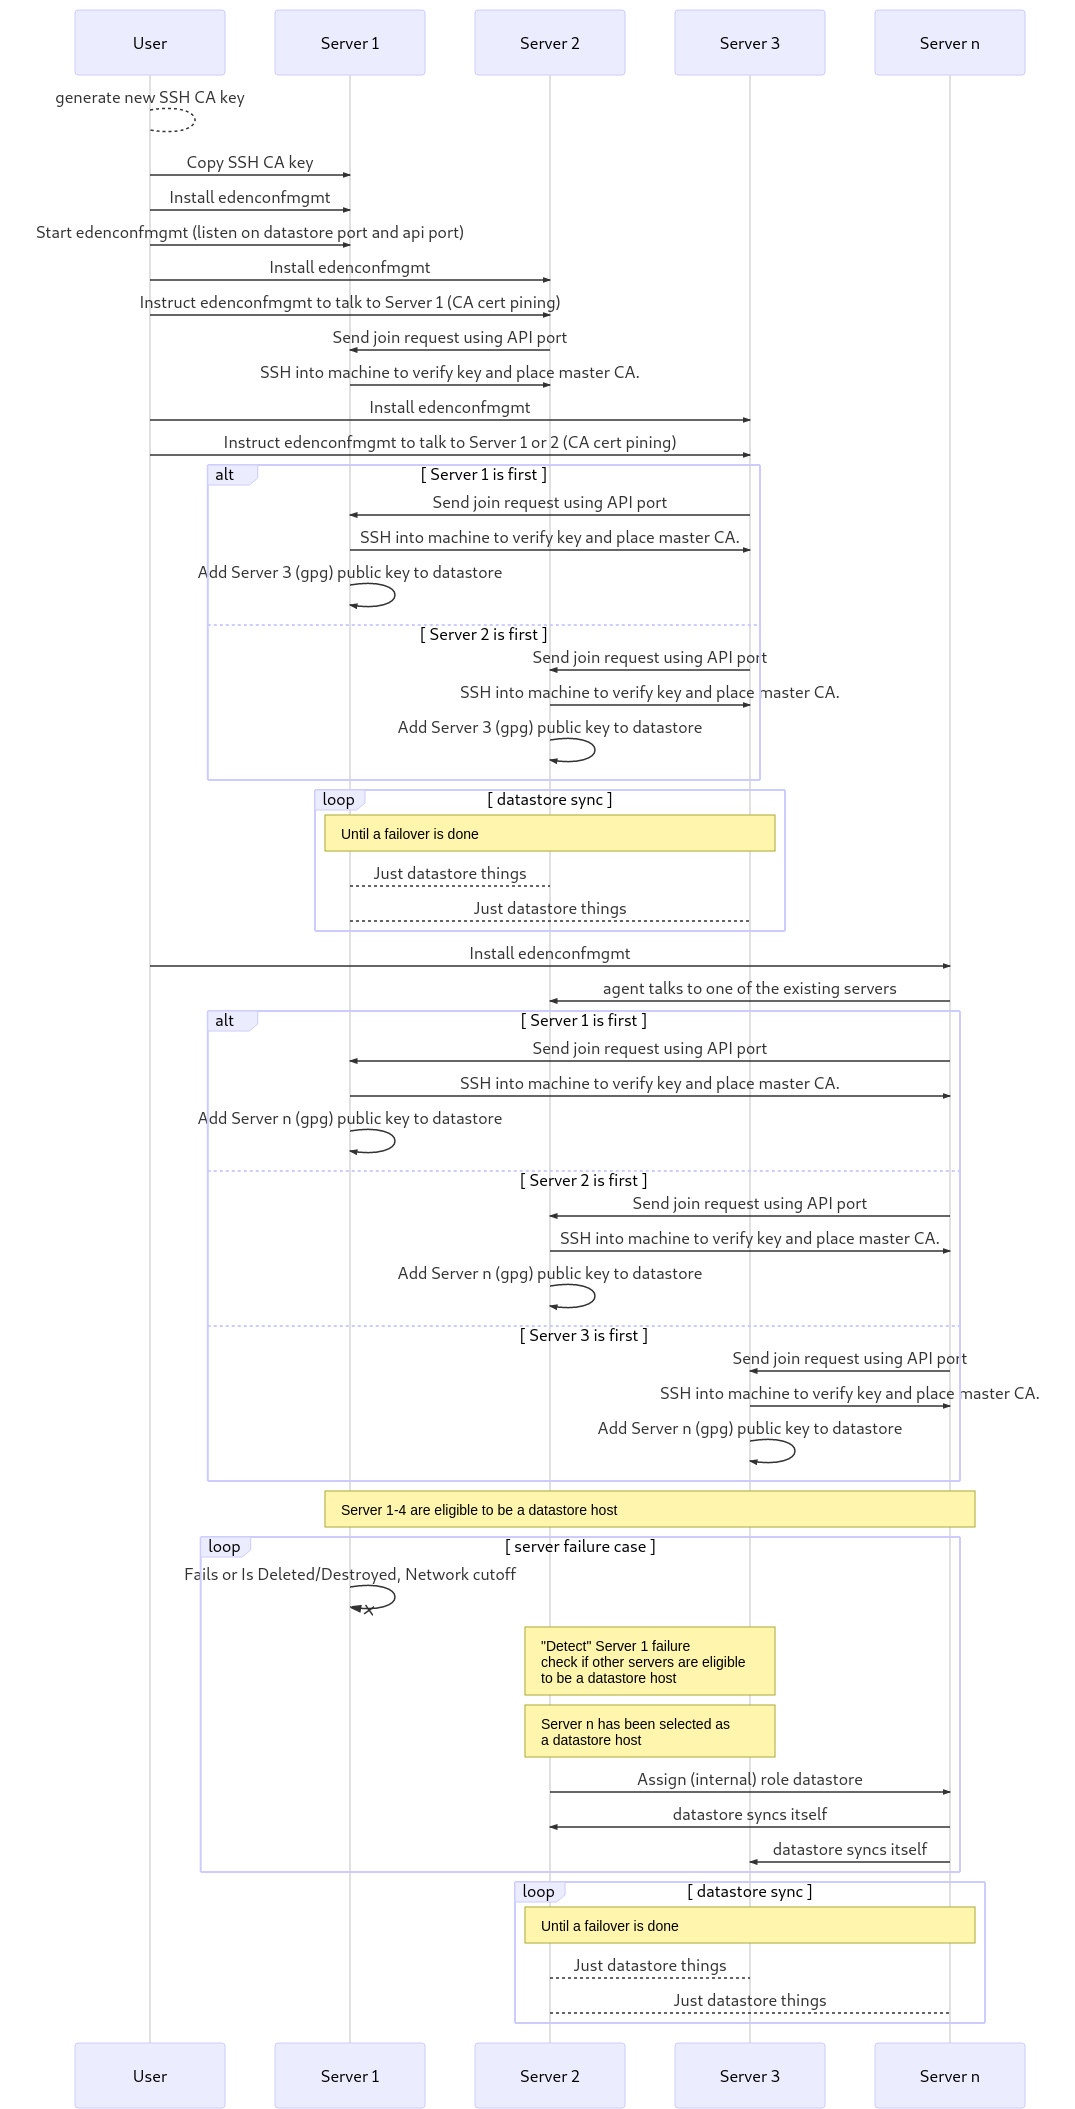 User
Server 1
Server 2
Server 3
Server n
generate new SSH CA key
Copy SSH CA key
Install edenconfmgmt
Start edenconfmgmt (listen on datastore port and api port)
Install edenconfmgmt
Instruct edenconfmgmt to talk to Server 1 (CA cert pining)
Send join request using API port
SSH into machine to verify key and place master CA.
Install edenconfmgmt
Instruct edenconfmgmt to talk to Server 1 or 2 (CA cert pining)
alt
[ Server 1 is first ]
Send join request using API port
SSH into machine to verify key and place master CA.
Add Server 3 (gpg) public key to datastore
[ Server 2 is first ]
Send join request using API port
SSH into machine to verify key and place master CA.
Add Server 3 (gpg) public key to datastore
loop
[ datastore sync ]
Until a failover is done
Just datastore things
Just datastore things
Install edenconfmgmt
agent talks to one of the existing servers
alt
[ Server 1 is first ]
Send join request using API port
SSH into machine to verify key and place master CA.
Add Server n (gpg) public key to datastore
[ Server 2 is first ]
Send join request using API port
SSH into machine to verify key and place master CA.
Add Server n (gpg) public key to datastore
[ Server 3 is first ]
Send join request using API port
SSH into machine to verify key and place master CA.
Add Server n (gpg) public key to datastore
Server 1-4 are eligible to be a datastore host
loop
[ server failure case ]
Fails or Is Deleted/Destroyed, Network cutoff
"Detect" Server 1 failure
check if other servers are eligible
to be a datastore host
Server n has been selected as
a datastore host
Assign (internal) role datastore
datastore syncs itself
datastore syncs itself
loop
[ datastore sync ]
Until a failover is done
Just datastore things
Just datastore things
User
Server 1
Server 2
Server 3
Server n